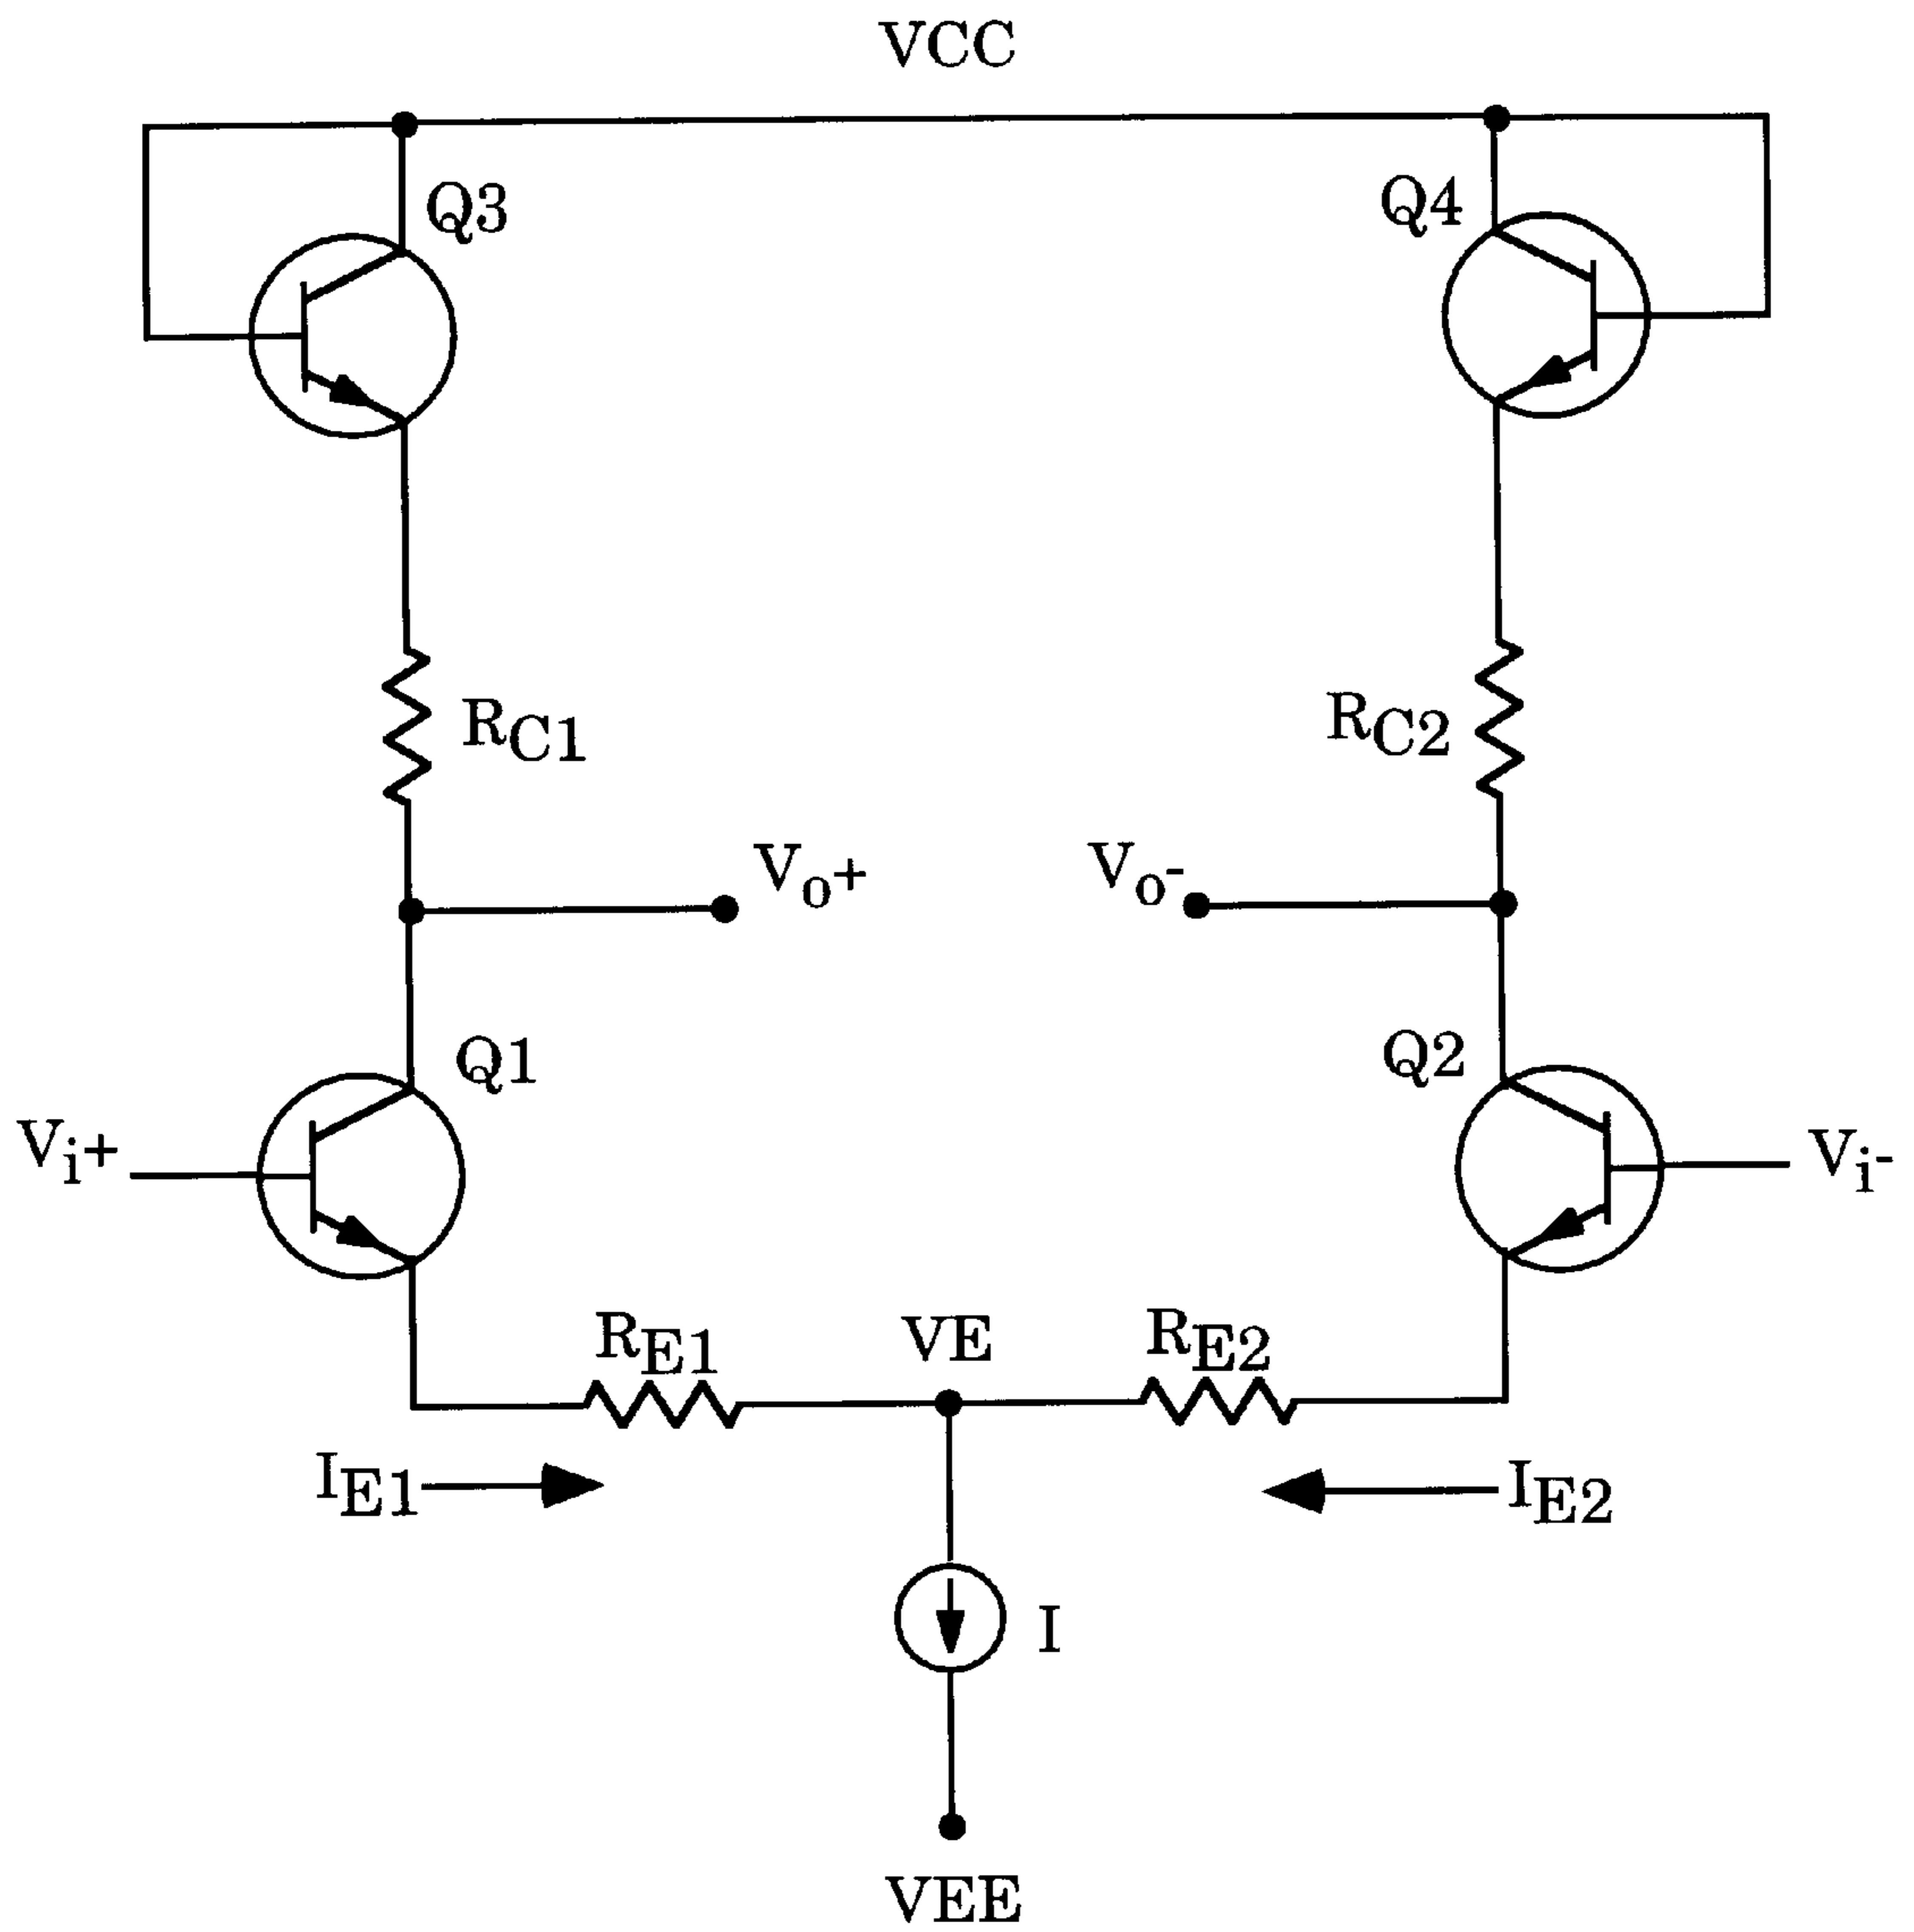 VCC
Q3
Q4
RC1
RC2
Vo+
Vo-
Q1
Q2
Vi+
Vi-
RE1
VE
RE2
IE1
IE2
I
VEE